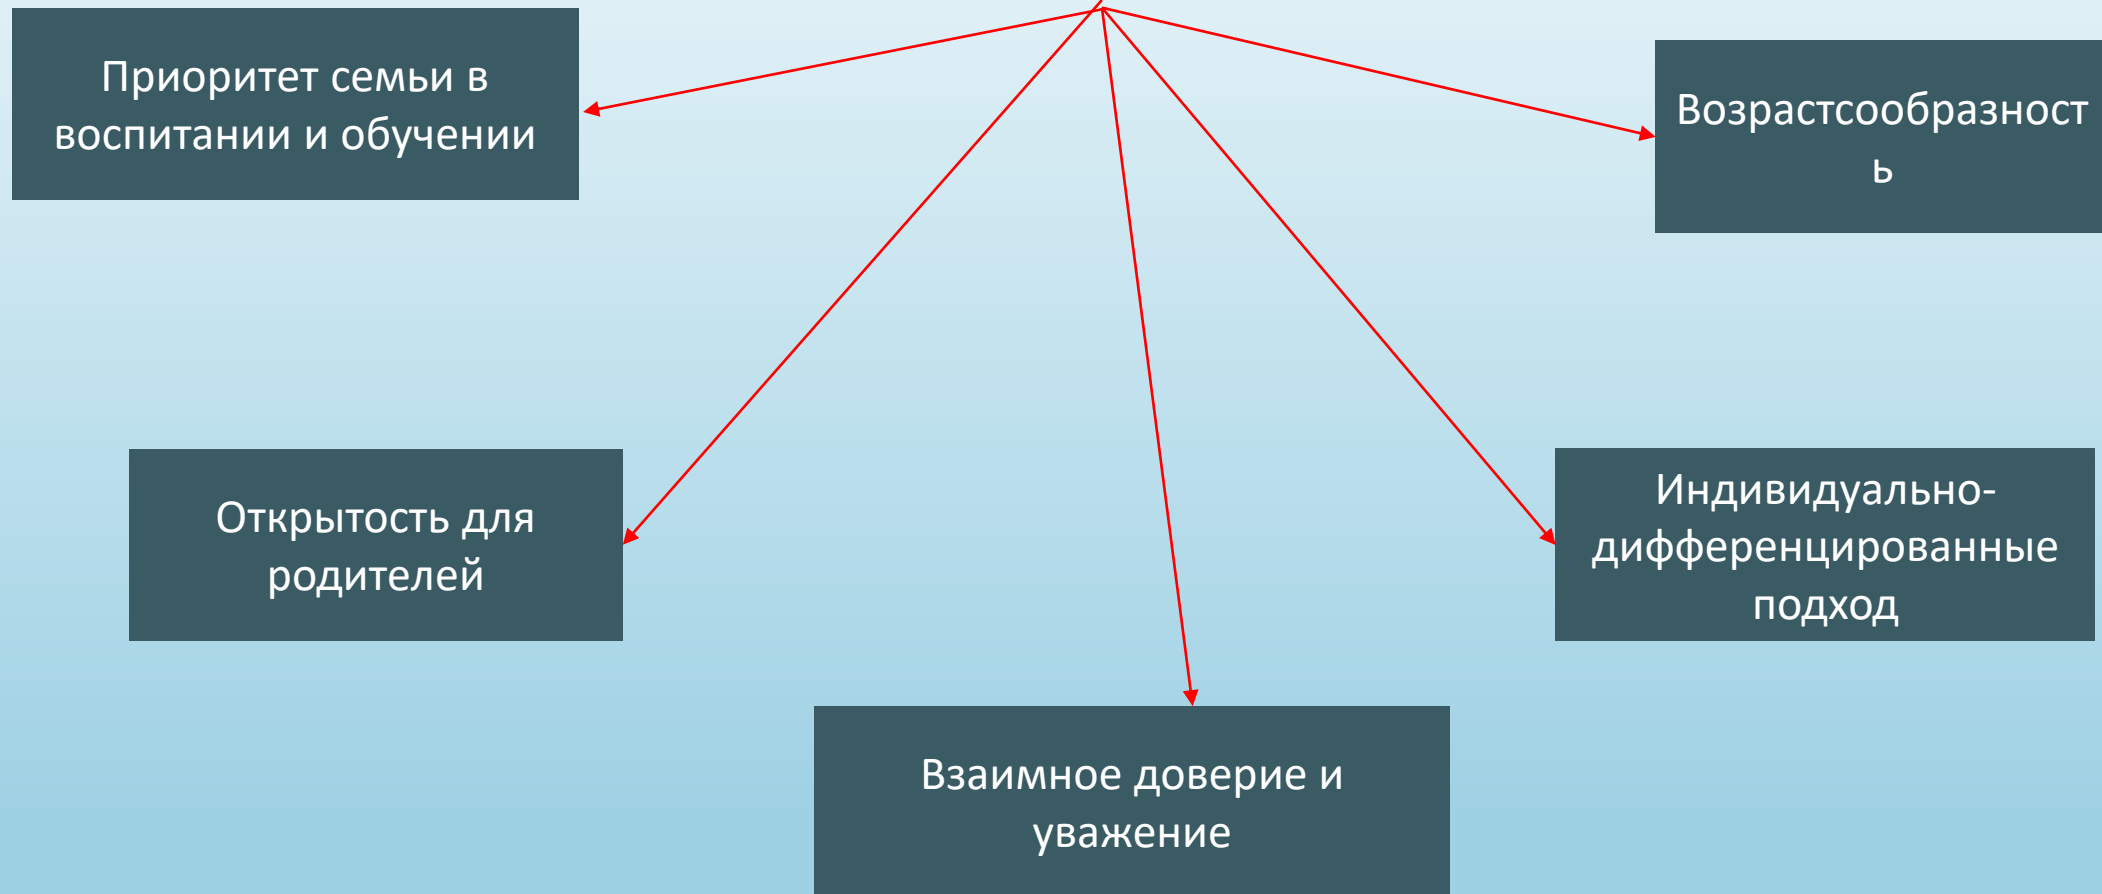 Приоритет семьи в
воспитании и обучении
Возрастсообразност
ь
Открытость для
родителей
Индивидуально-
дифференцированные
подход
Взаимное доверие и
уважение